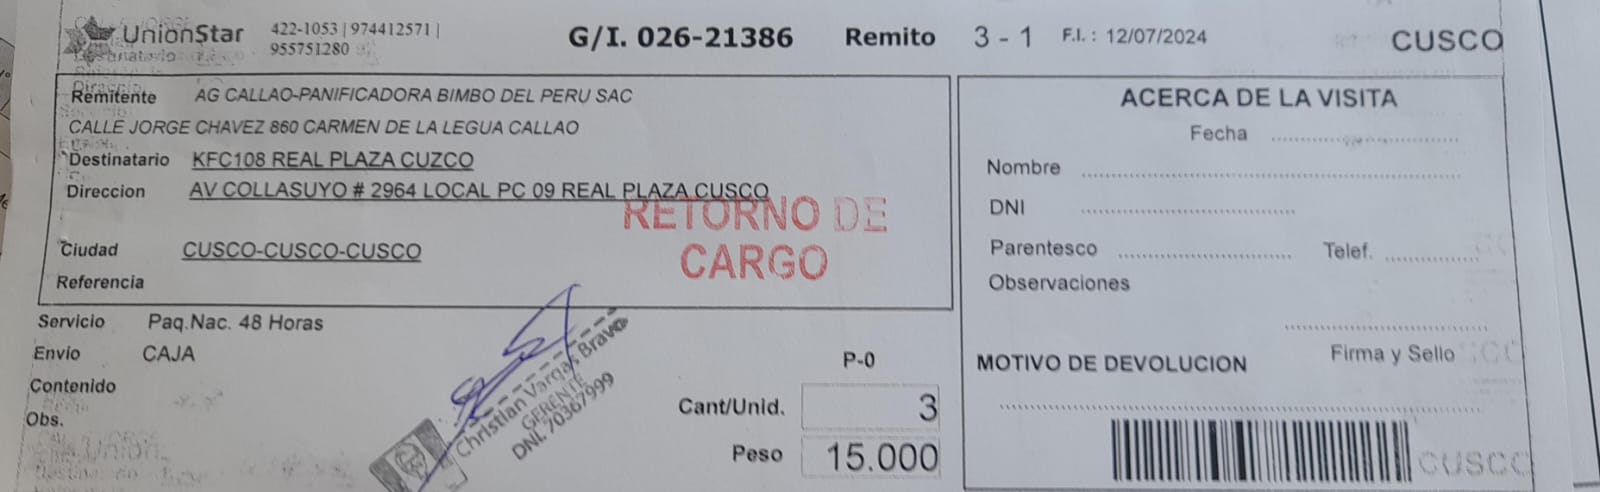 UnionStar 422-1053 | 974412571 |
955751280
G/I. 026-21386 Remito 3 - 1 F.I. : 12/07/2024 CUSCO
Remitente AG CALLAO-PANIFICADORA BIMBO DEL PERU SAC
CALLE JORGE CHAVEZ 860 CARMEN DE LA LEGUA CALLAO
Destinatario KFC108 REAL PLAZA CUZCO
Direccion AV COLLASUYO # 2964 LOCAL PC 09 REAL PLAZA CUSCO
RETORNO DE
CARGO
Ciudad CUSCO-CUSCO-CUSCO
Referencia
Servicio Paq.Nac. 48 Horas
Envio CAJA
Contenido
Obs.
Christian Vargas Bravo
GERENTE
DNI. 70367999
P-0
Cant/Unid. 3
Peso 15.000
ACERCA DE LA VISITA
Fecha
Nombre
DNI
Parentesco Telef.
Observaciones
Firma y Sello
MOTIVO DE DEVOLUCION
CUSCO